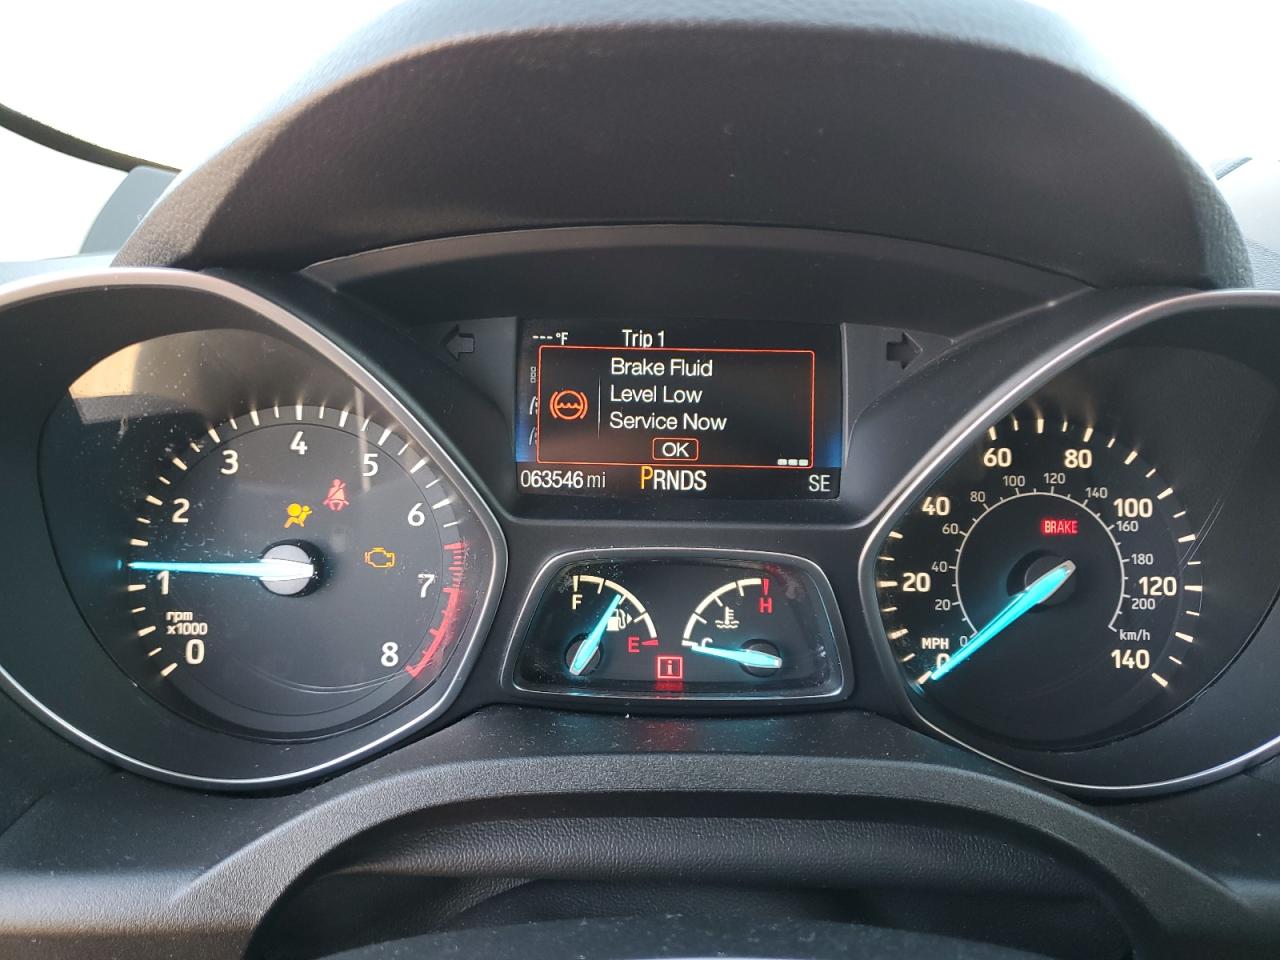 ---°F Trip 1
Brake Fluid
Level Low
Service Now
OK
063546 mi PRNDS SE
0 1 2 3 4 5 6 7 8
rpm
x1000
F E
C H
i
BRAKE
0 20 40 60 80 100 120 140
MPH
0 20 40 60 80 100 120 140 160 180 200
km/h